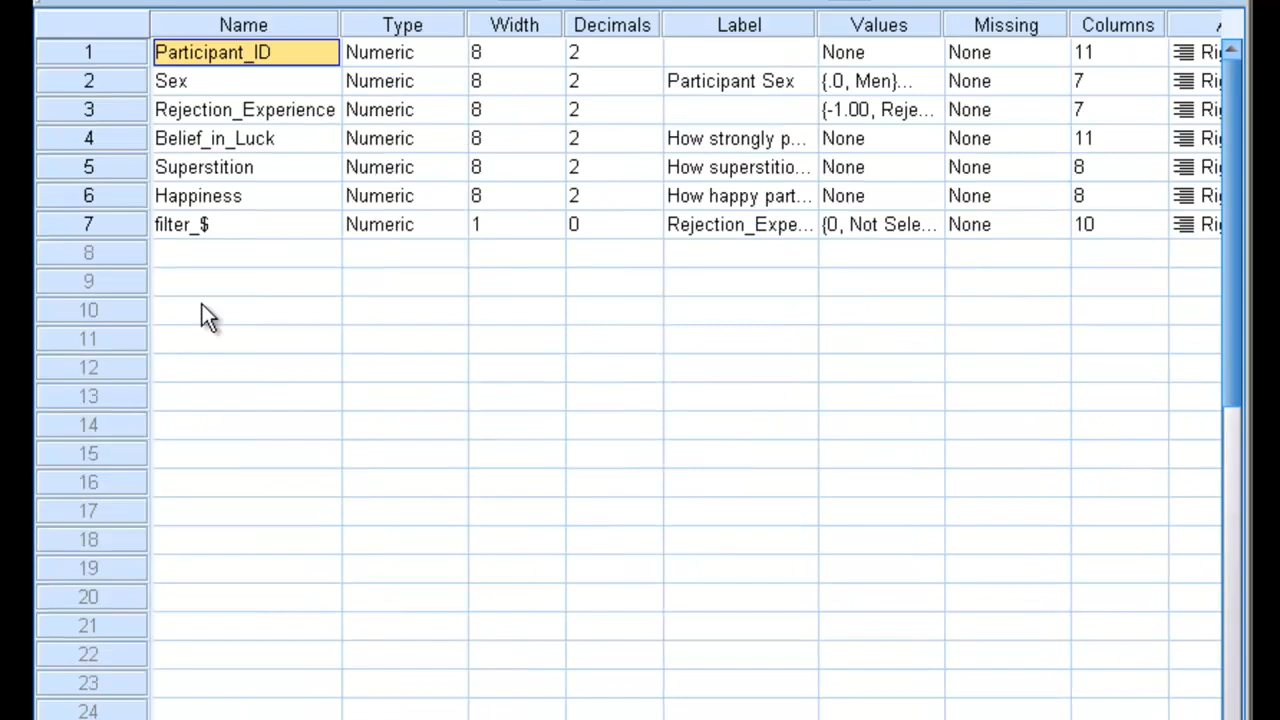 Name Type Width Decimals Label Values Missing Columns
1 Participant_ID Numeric 8 2 None None 11
2 Sex Numeric 8 2 Participant Sex {.0, Men}... None 7
3 Rejection_Experience Numeric 8 2 {-1.00, Reje... None 7
4 Belief_in_Luck Numeric 8 2 How strongly p... None None 11
5 Superstition Numeric 8 2 How superstitio... None None 8
6 Happiness Numeric 8 2 How happy part... None None 8
7 filter_$ Numeric 1 0 Rejection_Expe... {0, Not Sele... None 10
8
9
10
11
12
13
14
15
16
17
18
19
20
21
22
23
24